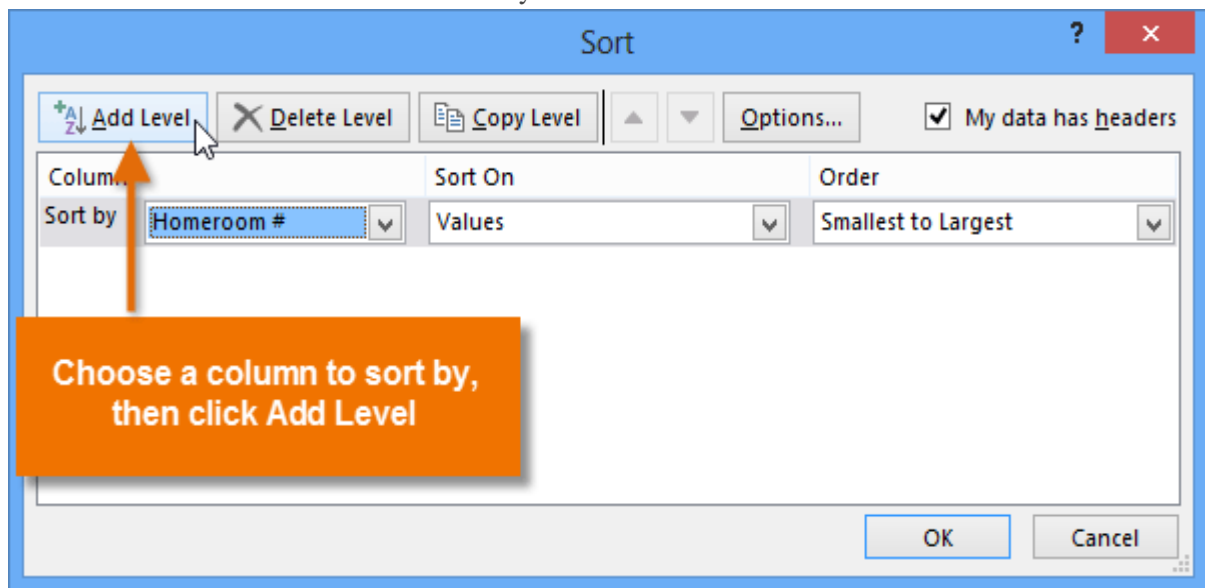 Sort ?
Add Level Delete Level Copy Level Options... My data has headers
Sort On Order
Sort by Homeroom # Values Smallest to Largest
Choose a column to sort by,
then click Add Level
OK Cancel